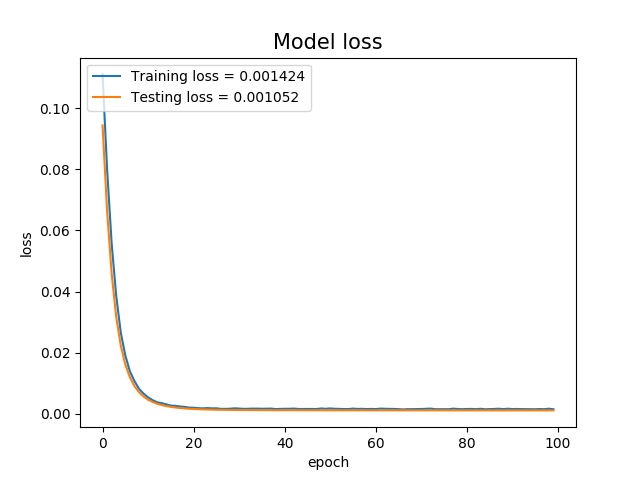 Model loss
Training loss = 0.001424
Testing loss = 0.001052
0.10
0.08
0.06
0.04
0.02
0.00
loss
0 20 40 60 80 100
epoch